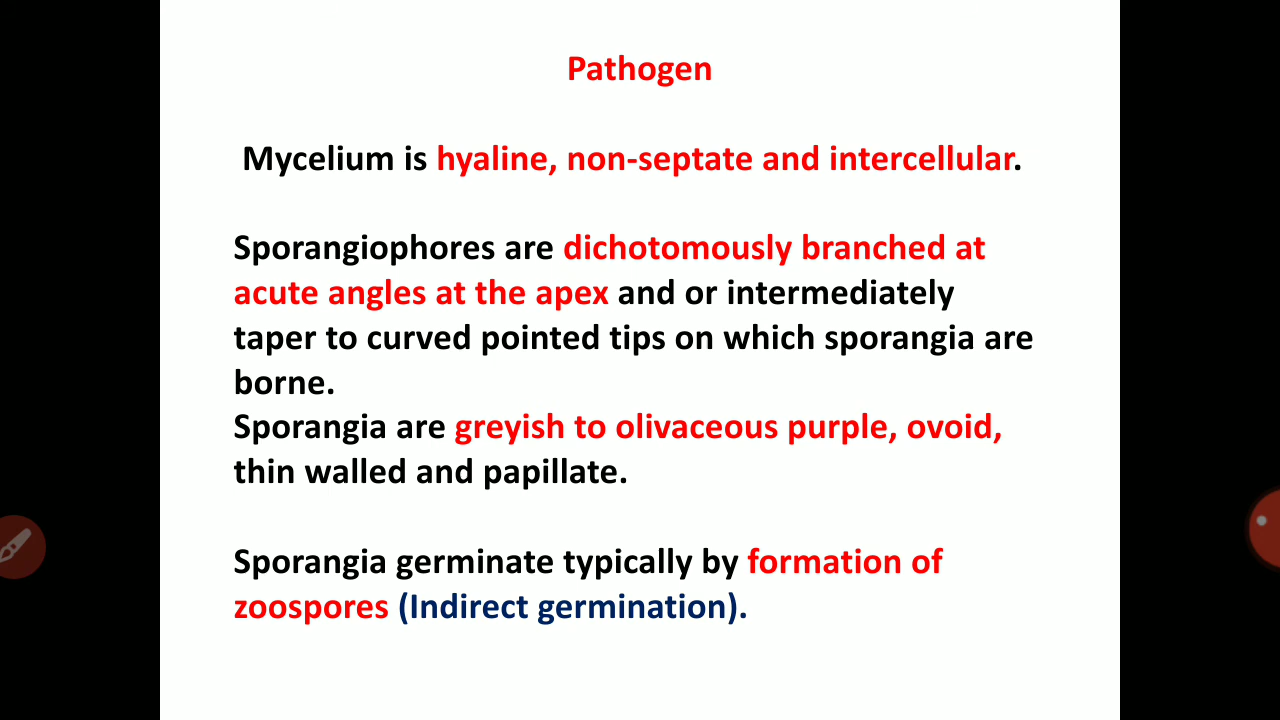 Pathogen
Mycelium is hyaline, non-septate and intercellular.
Sporangiophores are dichotomously branched at
acute angles at the apex and or intermediately
taper to curved pointed tips on which sporangia are
borne.
Sporangia are greyish to olivaceous purple, ovoid,
thin walled and papillate.
Sporangia germinate typically by formation of
zoospores (Indirect germination).